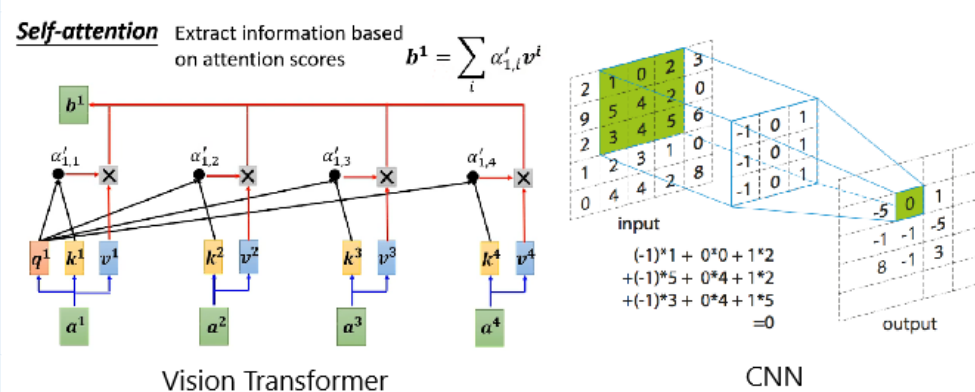 Self-attention Extract information based
on attention scores
b¹ = ∑ α′₁,ᵢvⁱ
i
b¹
α′₁,₁ α′₁,₂ α′₁,₃ α′₁,₄
× × × ×
q¹ k¹ v¹ k² v² k³ v³ k⁴ v⁴
a¹ a² a³ a⁴
Vision Transformer
2 1 0 2 3
9 5 4 2 0
2 3 4 5 6
1 2 3 1 0
0 4 4 2 8
input
-1 0 1
-1 0 1
-1 0 1
-5 0 1
-1 -1 -5
8 -1 3
output
(-1)*1 + 0*0 + 1*2
+(-1)*5 + 0*4 + 1*2
+(-1)*3 + 0*4 + 1*5
=0
CNN